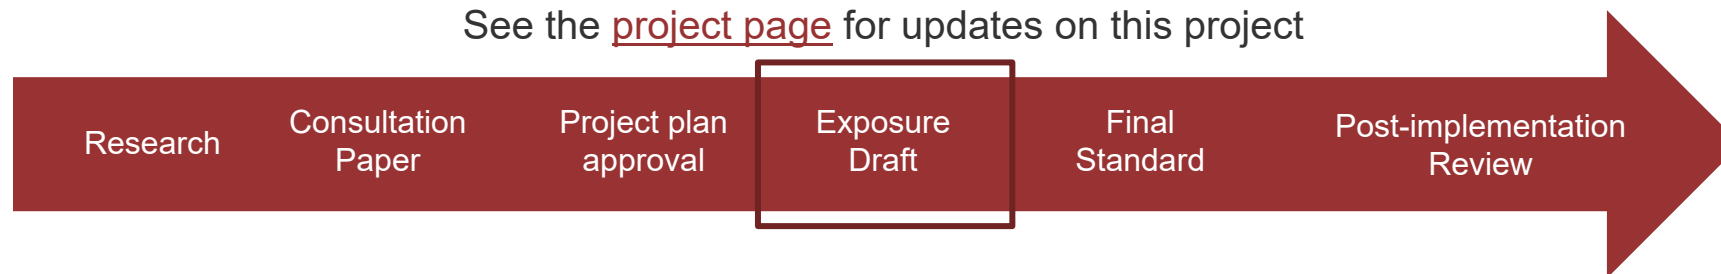 See the project page for updates on this project
Research
Consultation
Paper
Project plan
approval
Exposure
Draft
Final
Standard
Post-implementation
Review